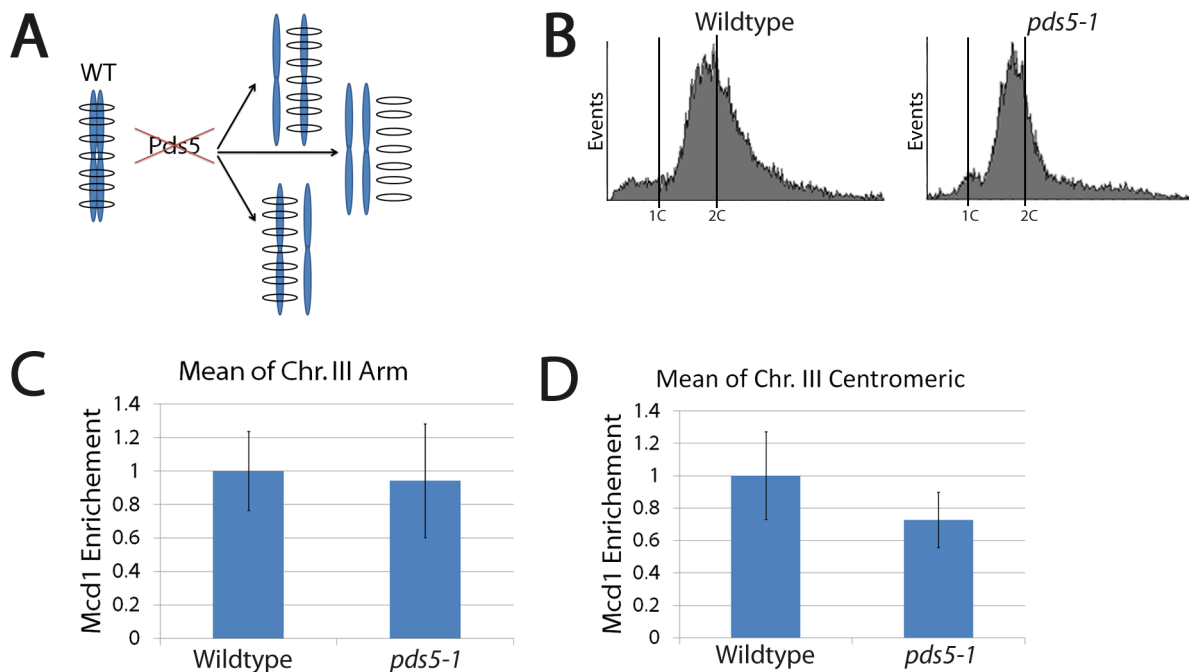 A
WT
Pds5
B
Wildtype
pds5-1
Events
1C
2C
Events
1C
2C
C
Mean of Chr. III Arm
Mcd1 Enrichement
1.4
1.2
1
0.8
0.6
0.4
0.2
0
Wildtype
pds5-1
D
Mean of Chr. III Centromeric
Mcd1 Enrichement
1.4
1.2
1
0.8
0.6
0.4
0.2
0
Wildtype
pds5-1